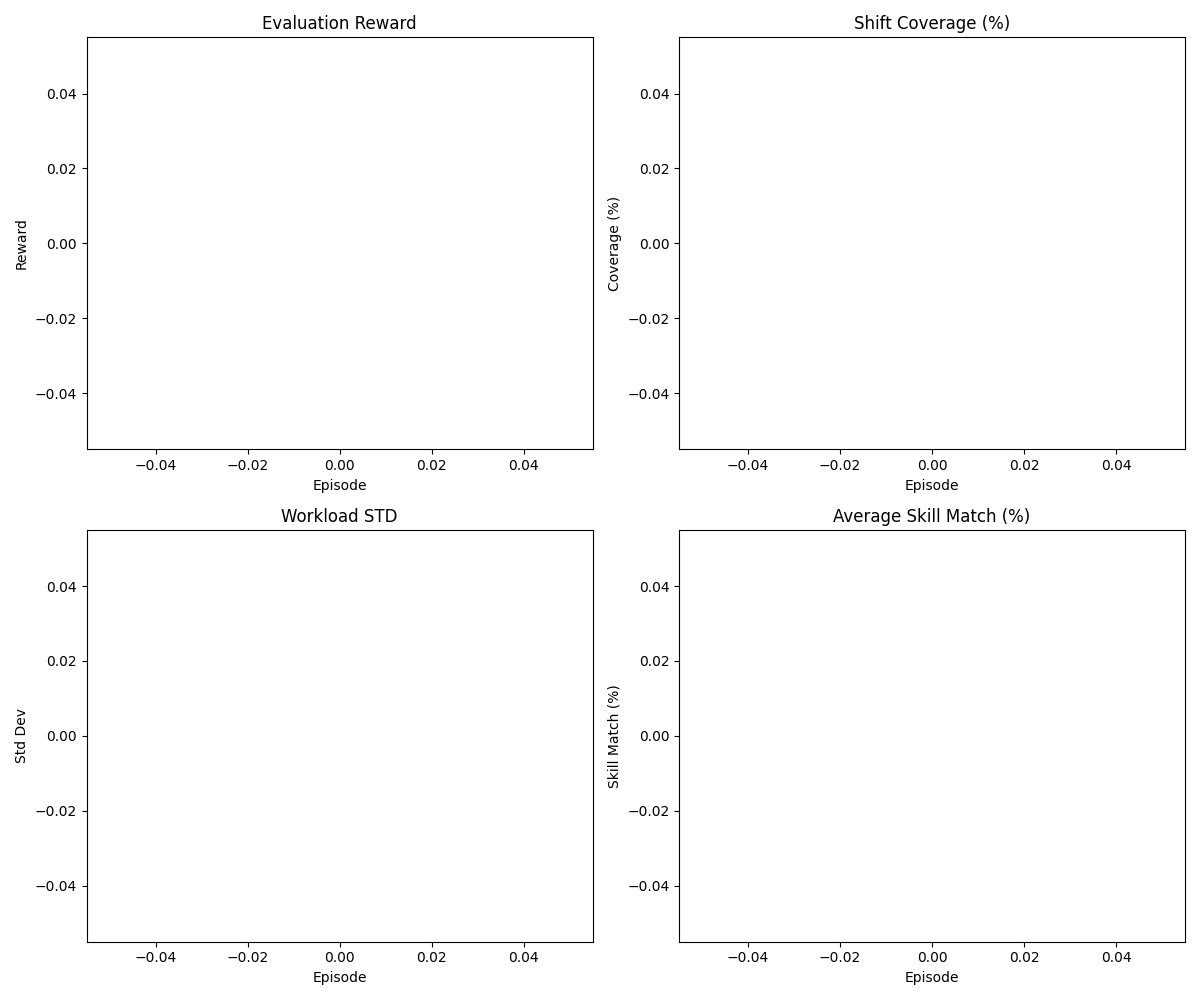 Evaluation Reward
Reward
0.04
0.02
0.00
−0.02
−0.04
−0.04 −0.02 0.00 0.02 0.04
Episode
Shift Coverage (%)
Coverage (%)
0.04
0.02
0.00
−0.02
−0.04
−0.04 −0.02 0.00 0.02 0.04
Episode
Workload STD
Std Dev
0.04
0.02
0.00
−0.02
−0.04
−0.04 −0.02 0.00 0.02 0.04
Episode
Average Skill Match (%)
Skill Match (%)
0.04
0.02
0.00
−0.02
−0.04
−0.04 −0.02 0.00 0.02 0.04
Episode